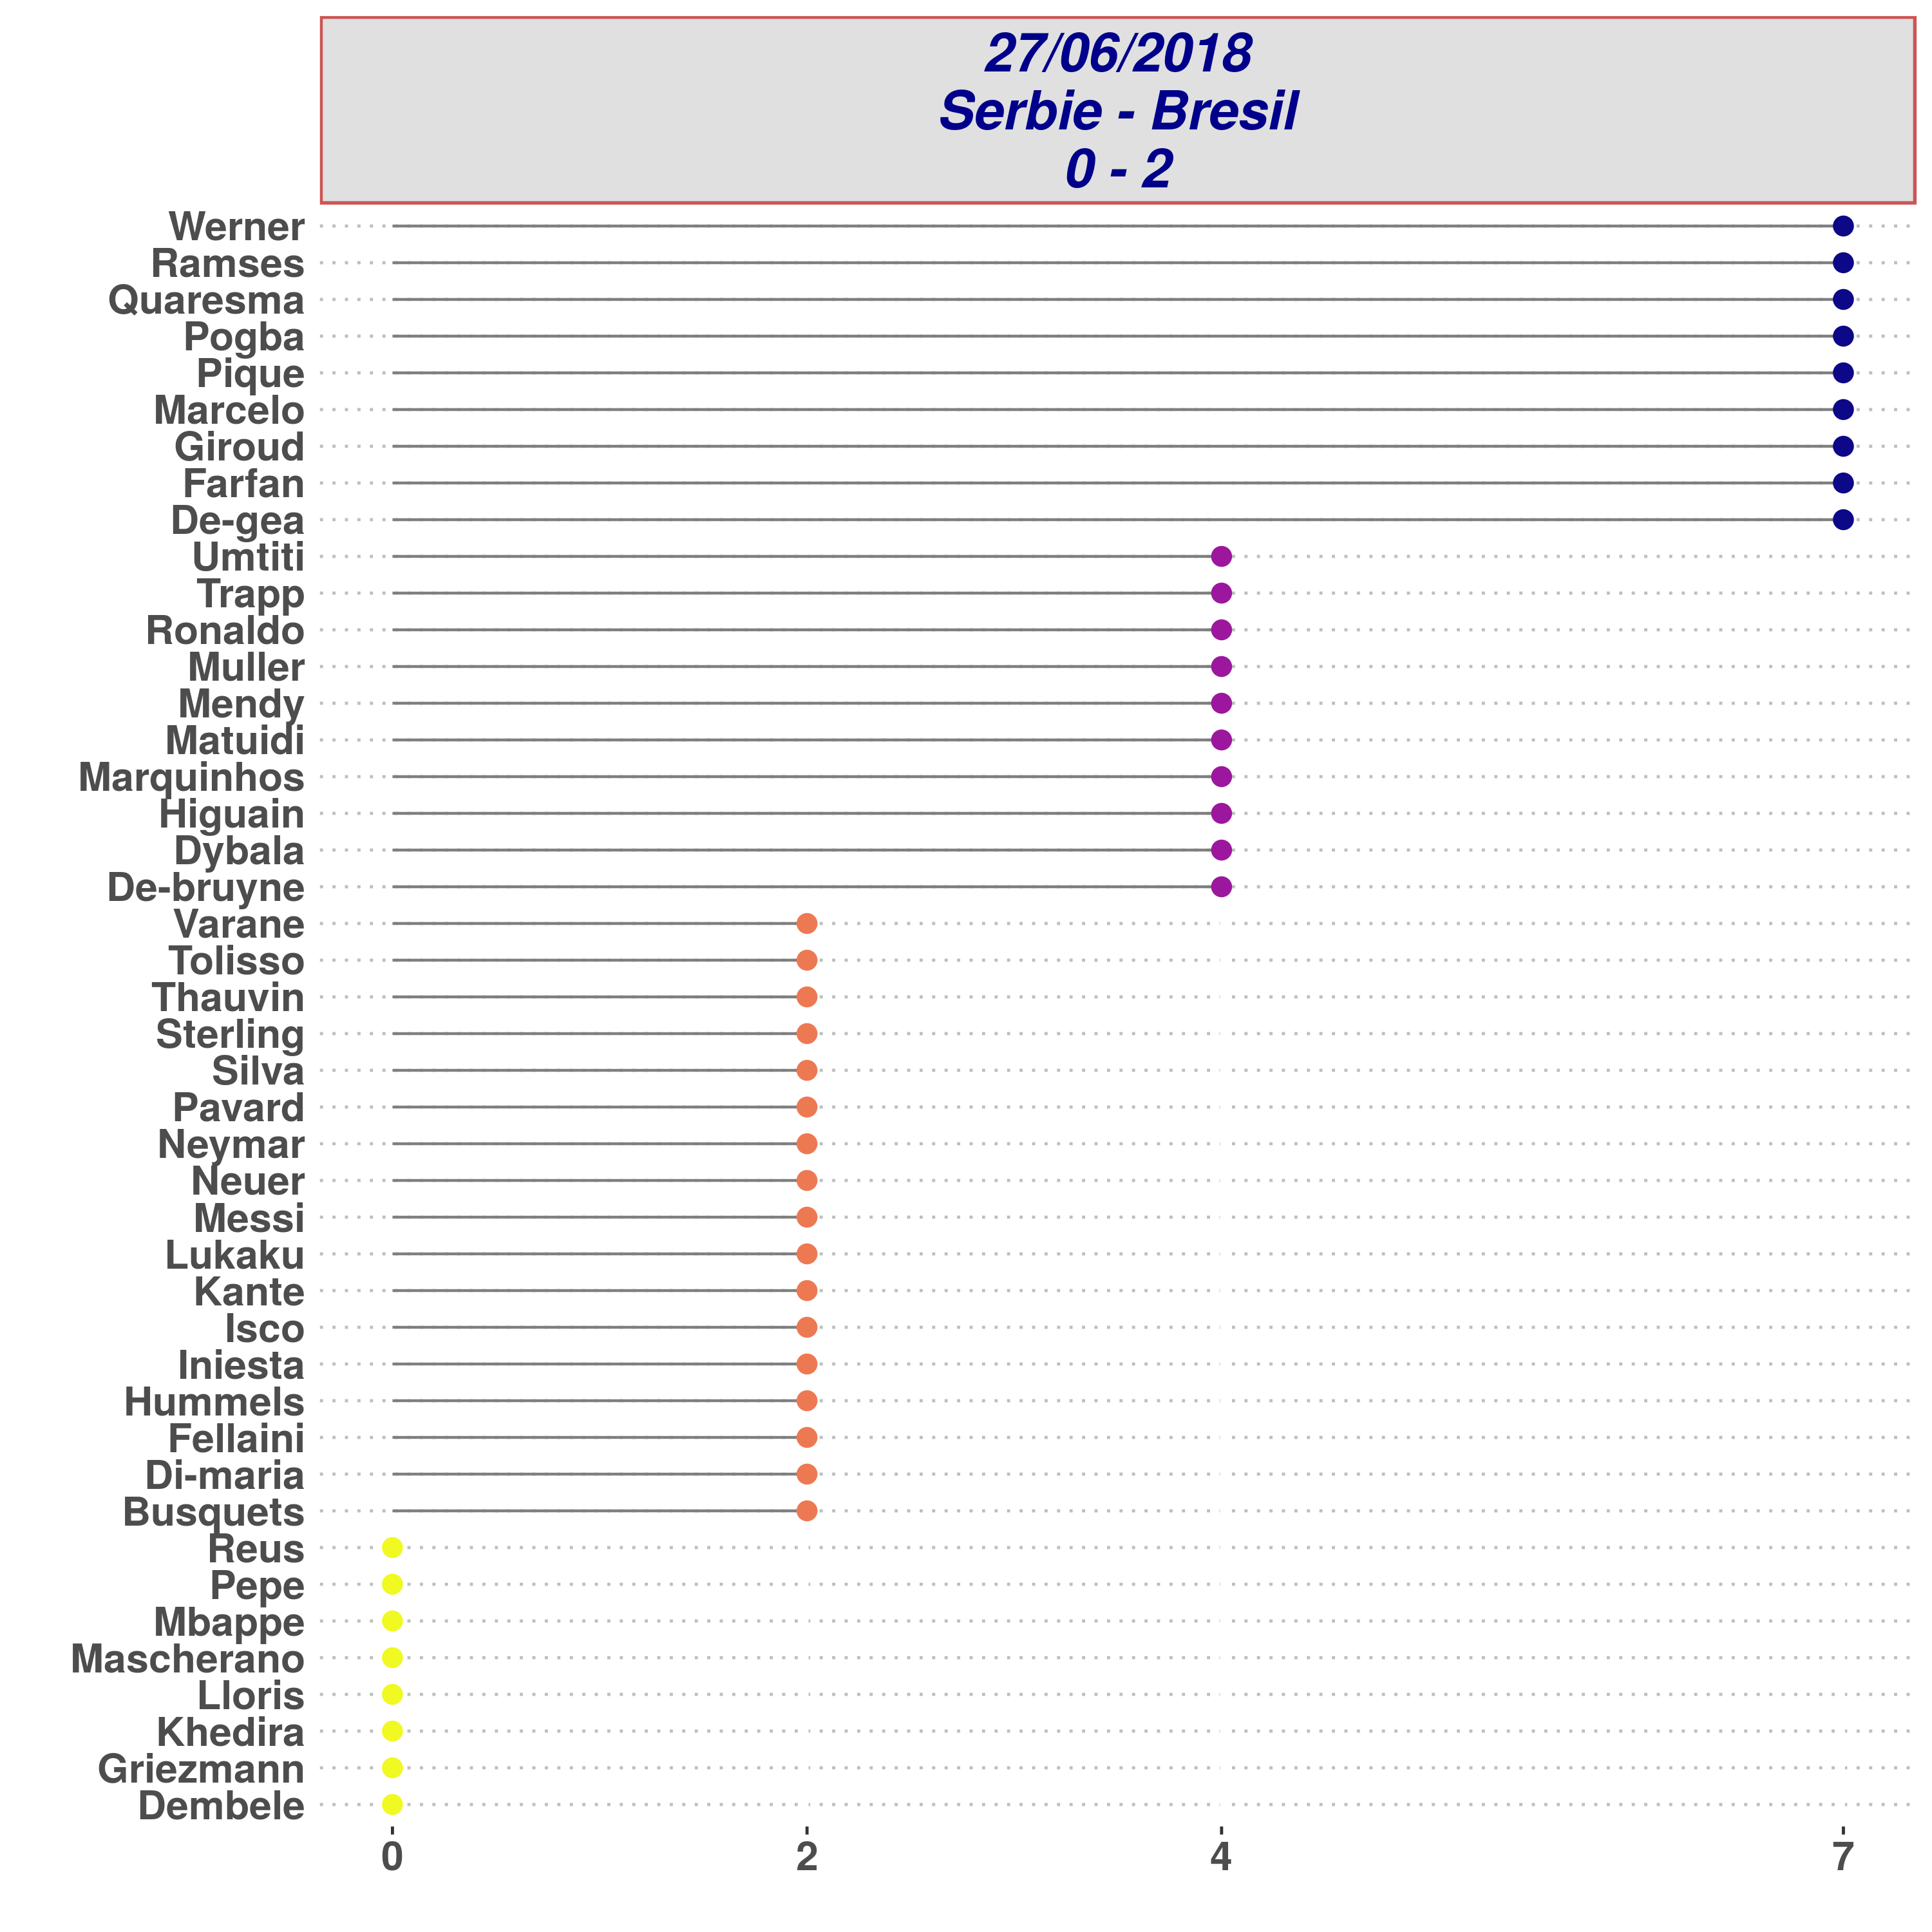 27/06/2018
Serbie - Bresil
0 - 2
Werner
Ramses
Quaresma
Pogba
Pique
Marcelo
Giroud
Farfan
De-gea
Umtiti
Trapp
Ronaldo
Muller
Mendy
Matuidi
Marquinhos
Higuain
Dybala
De-bruyne
Varane
Tolisso
Thauvin
Sterling
Silva
Pavard
Neymar
Neuer
Messi
Lukaku
Kante
Isco
Iniesta
Hummels
Fellaini
Di-maria
Busquets
Reus
Pepe
Mbappe
Mascherano
Lloris
Khedira
Griezmann
Dembele
0 2 4 7